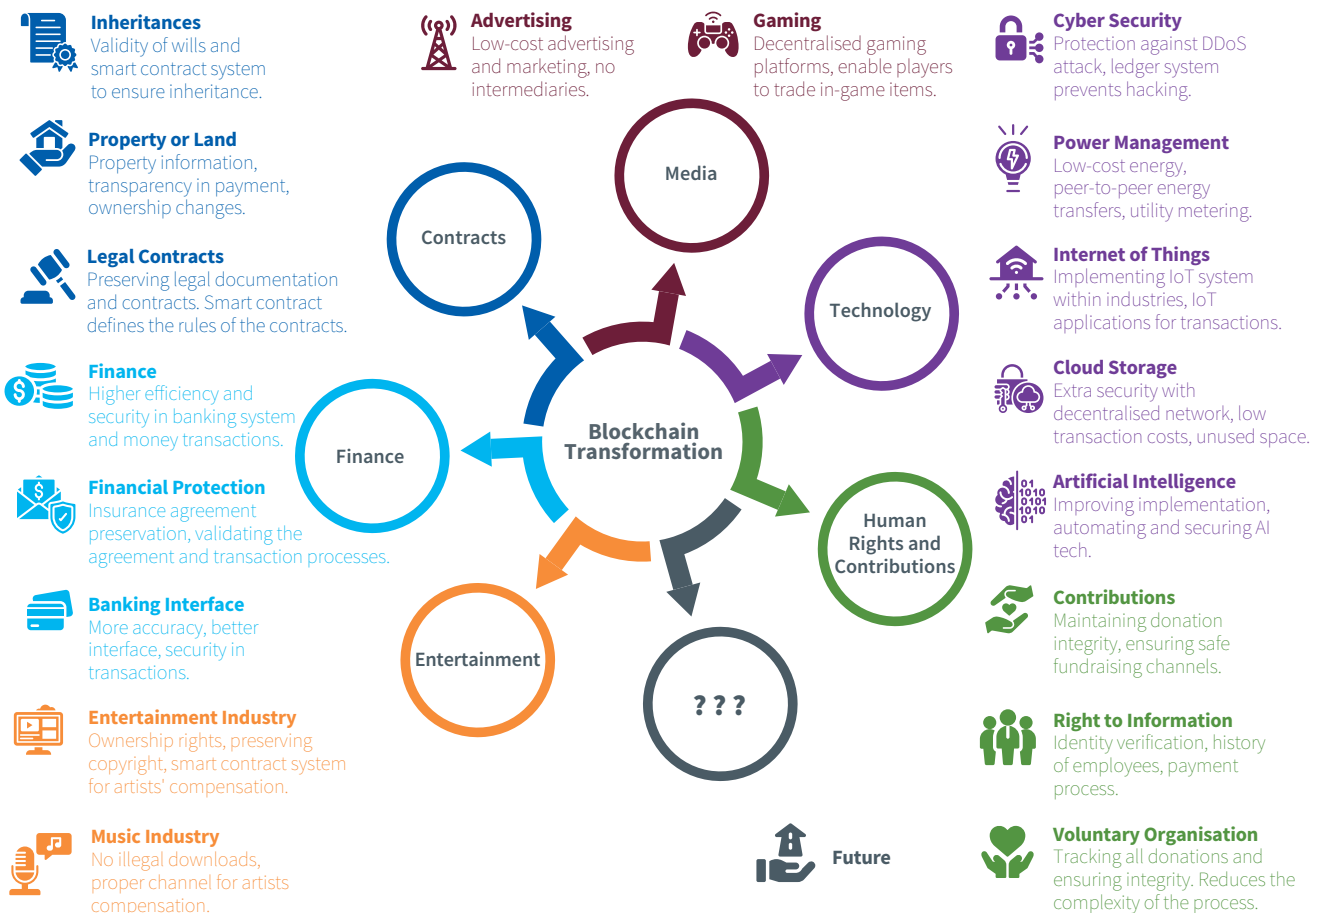 Inheritances
Validity of wills and
smart contract system
to ensure inheritance.
Property or Land
Property information,
transparency in payment,
ownership changes.
Legal Contracts
Preserving legal documentation
and contracts. Smart contract
defines the rules of the contracts.
Finance
Higher efficiency and
security in banking system
and money transactions.
Financial Protection
Insurance agreement
preservation, validating the
agreement and transaction processes.
Banking Interface
More accuracy, better
interface, security in
transactions.
Entertainment Industry
Ownership rights, preserving
copyright, smart contract system
for artists' compensation.
Music Industry
No illegal downloads,
proper channel for artists
compensation.
Advertising
Low-cost advertising
and marketing, no
intermediaries.
Gaming
Decentralised gaming
platforms, enable players
to trade in-game items.
Media
Contracts
Technology
Blockchain
Transformation
Finance
Human
Rights and
Contributions
Entertainment
? ? ?
Future
Cyber Security
Protection against DDoS
attack, ledger system
prevents hacking.
Power Management
Low-cost energy,
peer-to-peer energy
transfers, utility metering.
Internet of Things
Implementing IoT system
within industries, IoT
applications for transactions.
Cloud Storage
Extra security with
decentralised network, low
transaction costs, unused space.
Artificial Intelligence
Improving implementation,
automating and securing AI
tech.
01
1010
0101
1010
01
Contributions
Maintaining donation
integrity, ensuring safe
fundraising channels.
Right to Information
Identity verification, history
of employees, payment
process.
Voluntary Organisation
Tracking all donations and
ensuring integrity. Reduces the
complexity of the process.